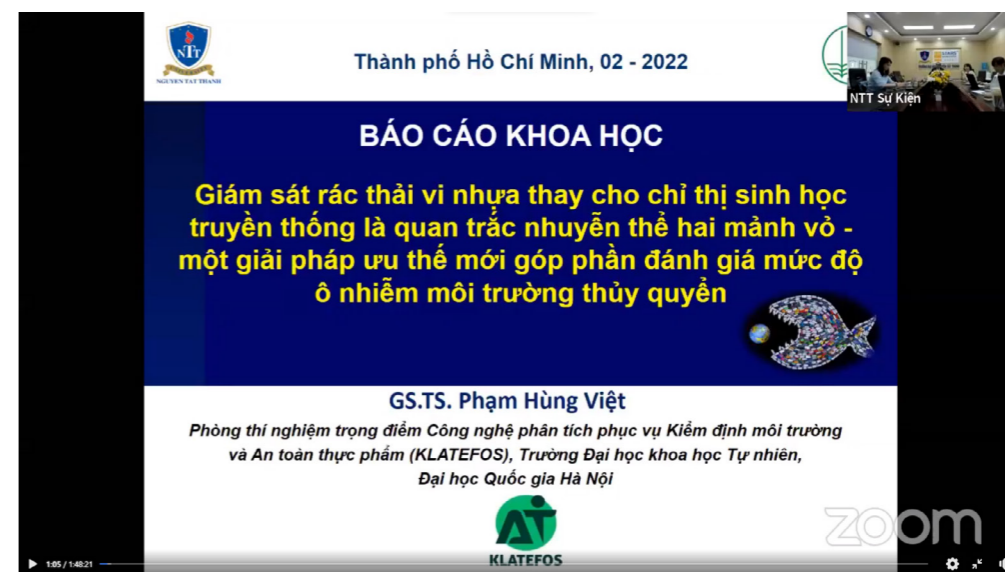 NTT
NGUYEN TAT THANH
Thành phố Hồ Chí Minh, 02 - 2022
NTT Sự Kiện
BÁO CÁO KHOA HỌC
Giám sát rác thải vi nhựa thay cho chỉ thị sinh học
truyền thống là quan trắc nhuyễn thể hai mảnh vỏ -
một giải pháp ưu thế mới góp phần đánh giá mức độ
ô nhiễm môi trường thủy quyển
GS.TS. Phạm Hùng Việt
Phòng thí nghiệm trọng điểm Công nghệ phân tích phục vụ Kiểm định môi trường
và An toàn thực phẩm (KLATEFOS), Trường Đại học khoa học Tự nhiên,
Đại học Quốc gia Hà Nội
AT
KLATEFOS
zoom
1:05 / 1:48:21